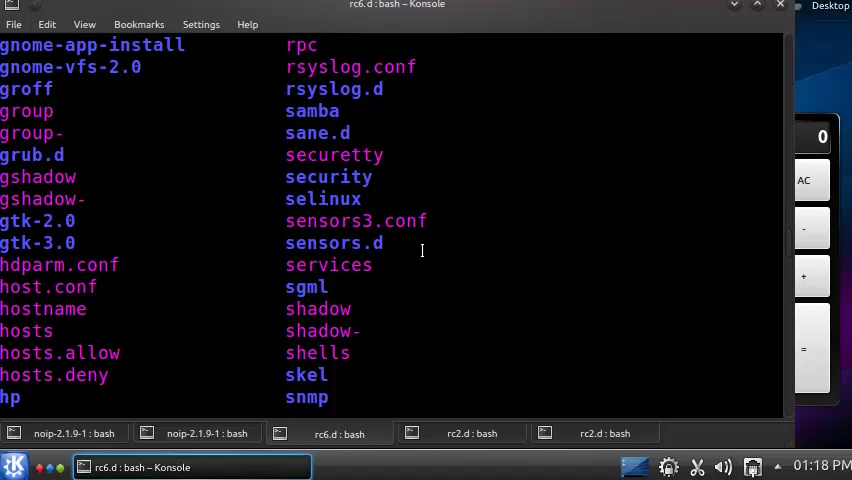 rc6.d : bash – Konsole
Desktop
File Edit View Bookmarks Settings Help
gnome-app-install rpc
gnome-vfs-2.0 rsyslog.conf
groff rsyslog.d
group samba
group- sane.d
grub.d securetty
gshadow security
gshadow- selinux
gtk-2.0 sensors3.conf
gtk-3.0 sensors.d
hdparm.conf services
host.conf sgml
hostname shadow
hosts shadow-
hosts.allow shells
hosts.deny skel
hp snmp
0
AC
-
+
=
noip-2.1.9-1 : bash noip-2.1.9-1 : bash rc6.d : bash rc2.d : bash rc2.d : bash
rc6.d : bash – Konsole 01:18 PM